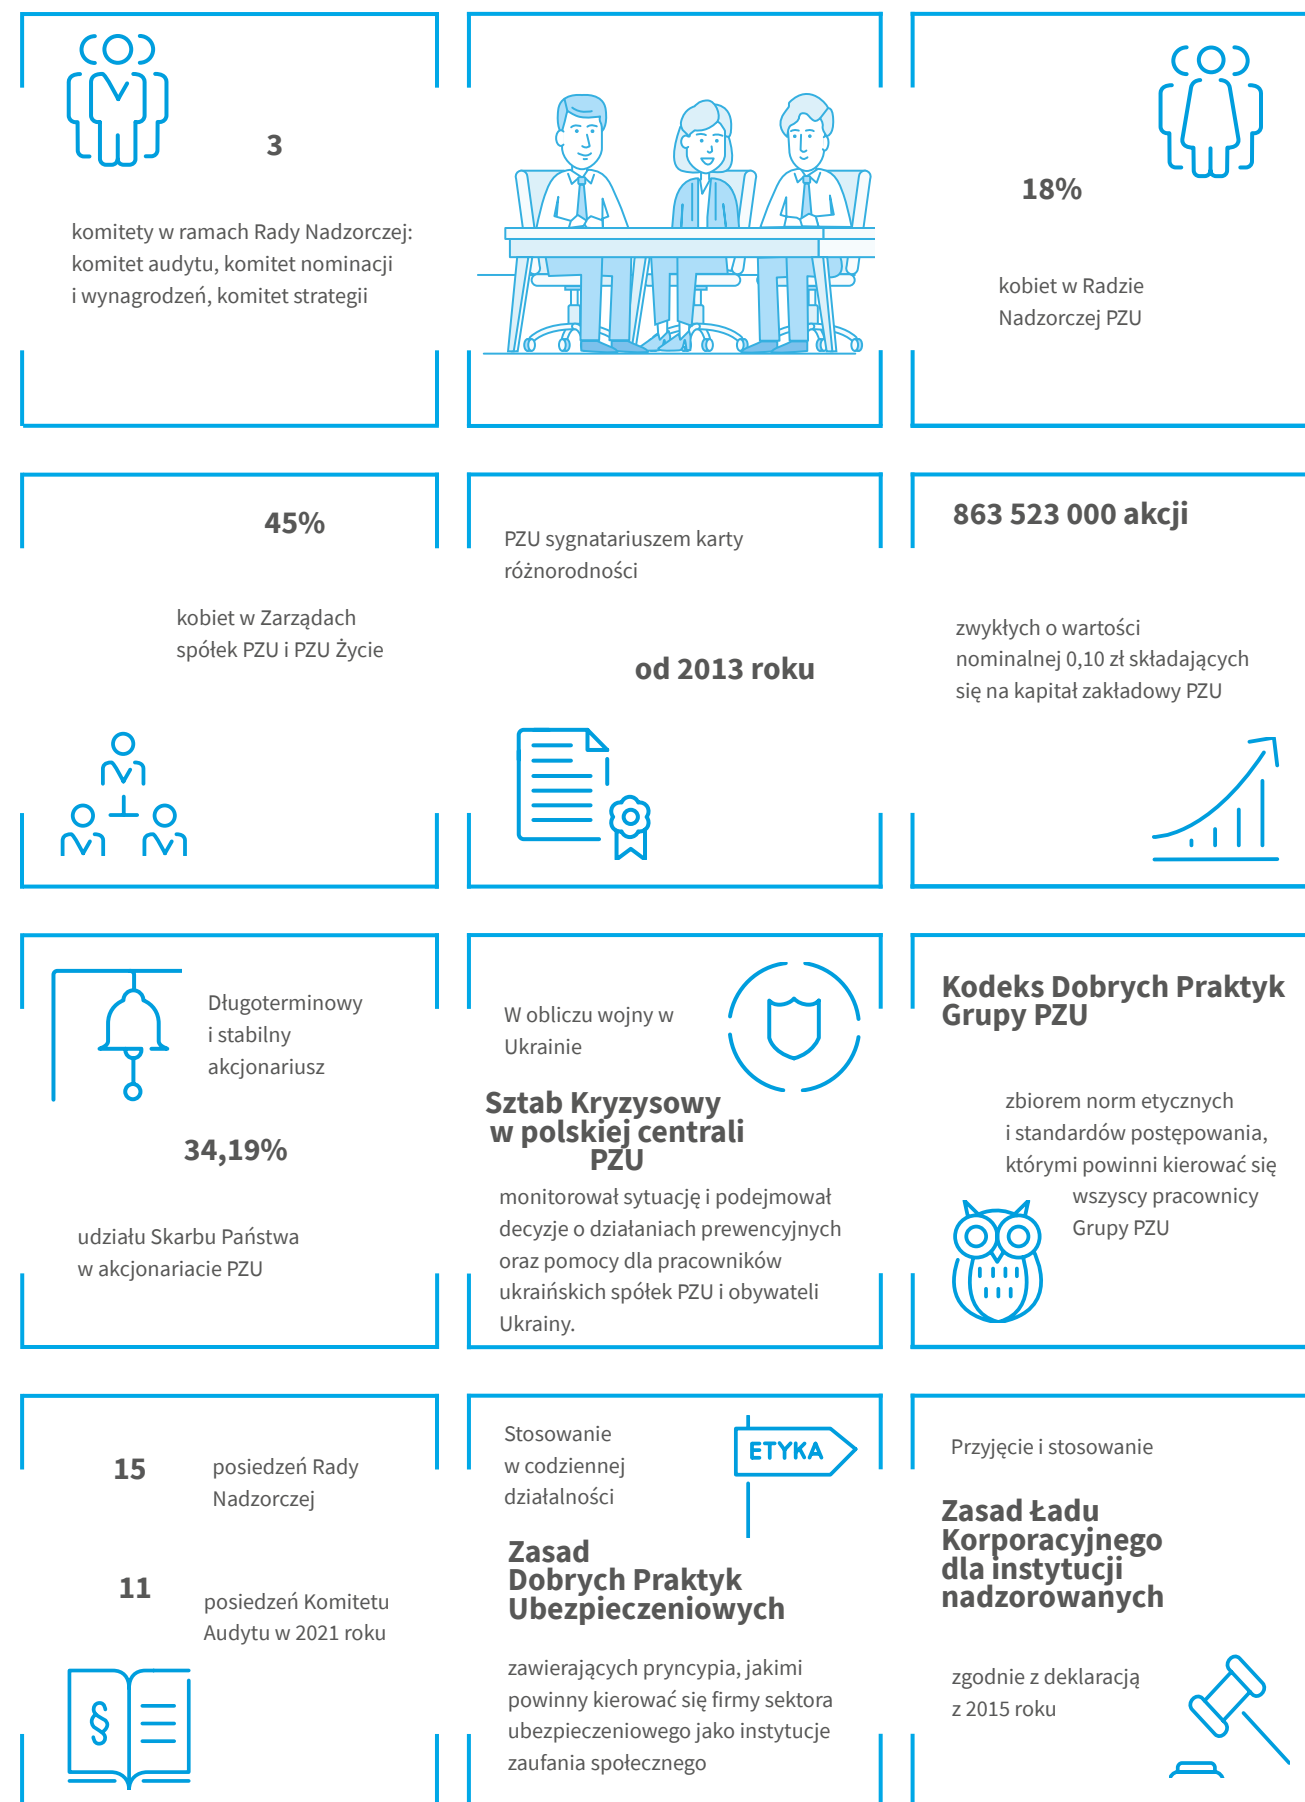 3
komitety w ramach Rady Nadzorczej:
komitet audytu, komitet nominacji
i wynagrodzeń, komitet strategii
18%
kobiet w Radzie
Nadzorczej PZU
45%
kobiet w Zarządach
spółek PZU i PZU Życie
PZU sygnatariuszem karty
różnorodności
od 2013 roku
863 523 000 akcji
zwykłych o wartości
nominalnej 0,10 zł składających
się na kapitał zakładowy PZU
Długoterminowy
i stabilny
akcjonariusz
34,19%
udziału Skarbu Państwa
w akcjonariacie PZU
W obliczu wojny w
Ukrainie
Sztab Kryzysowy
w polskiej centrali
PZU
monitorował sytuację i podejmował
decyzje o działaniach prewencyjnych
oraz pomocy dla pracowników
ukraińskich spółek PZU i obywateli
Ukrainy.
Kodeks Dobrych Praktyk
Grupy PZU
zbiorem norm etycznych
i standardów postępowania,
którymi powinni kierować się
wszyscy pracownicy
Grupy PZU
15
posiedzeń Rady
Nadzorczej
11
posiedzeń Komitetu
Audytu w 2021 roku
§
Stosowanie
w codziennej
działalności
ETYKA
Zasad
Dobrych Praktyk
Ubezpieczeniowych
zawierających pryncypia, jakimi
powinny kierować się firmy sektora
ubezpieczeniowego jako instytucje
zaufania społecznego
Przyjęcie i stosowanie
Zasad Ładu
Korporacyjnego
dla instytucji
nadzorowanych
zgodnie z deklaracją
z 2015 roku